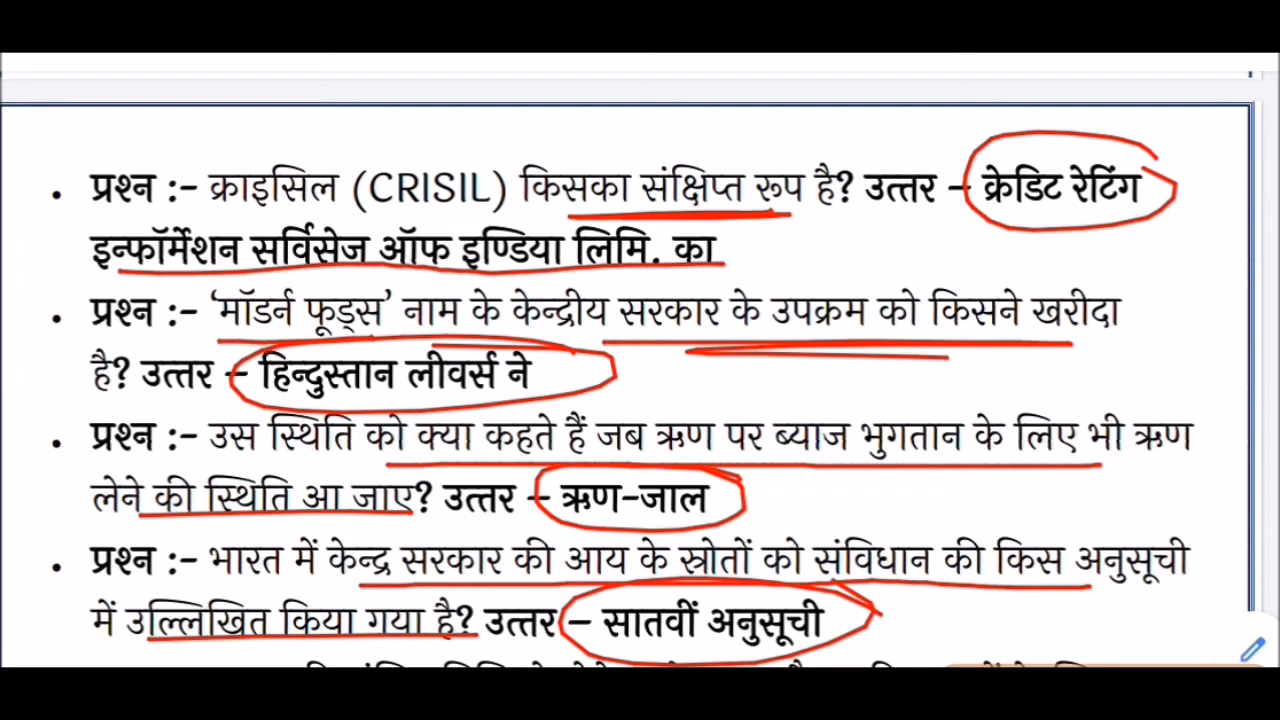 • प्रश्न :- क्राइसिल (CRISIL) किसका संक्षिप्त रूप है? उत्तर – क्रेडिट रेटिंग
इन्फॉर्मेशन सर्विसेज ऑफ इण्डिया लिमि. का
• प्रश्न :- ‘मॉडर्न फूड्स’ नाम के केन्द्रीय सरकार के उपक्रम को किसने खरीदा
है? उत्तर – हिन्दुस्तान लीवर्स ने
• प्रश्न :- उस स्थिति को क्या कहते हैं जब ऋण पर ब्याज भुगतान के लिए भी ऋण
लेने की स्थिति आ जाए? उत्तर – ऋण-जाल
• प्रश्न :- भारत में केन्द्र सरकार की आय के स्रोतों को संविधान की किस अनुसूची
में उल्लिखित किया गया है? उत्तर – सातवीं अनुसूची